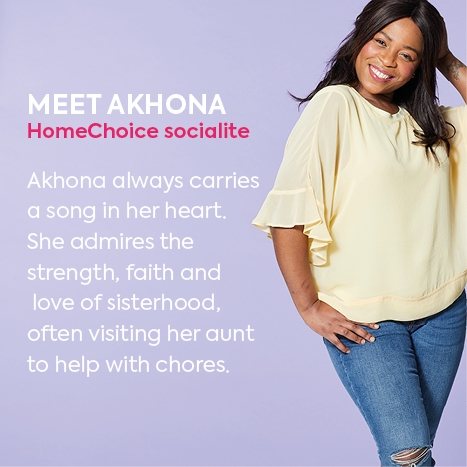 MEET AKHONA
HomeChoice socialite
Akhona always carries
a song in her heart.
She admires the
strength, faith and
love of sisterhood,
often visiting her aunt
to help with chores.